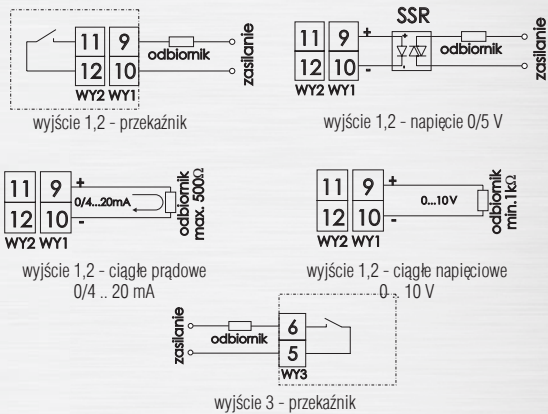 11 9
12 10
WY2 WY1
odbiornik
zasilanie
wyjście 1,2 - przekaźnik
SSR
11 9 +
12 10 -
WY2 WY1
odbiornik
zasilanie
wyjście 1,2 - napięcie 0/5 V
11 9 +
12 10 -
WY2 WY1
0/4...20mA
odbiornik
max. 500Ω
wyjście 1,2 - ciągłe prądowe
0/4 .. 20 mA
11 9 +
12 10 -
WY2 WY1
0...10V
odbiornik
min.1kΩ
wyjście 1,2 - ciągłe napięciowe
0 .. 10 V
zasilanie
odbiornik
6
5
WY3
wyjście 3 - przekaźnik